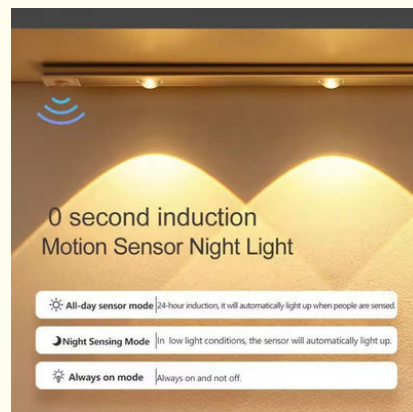 0 second induction
Motion Sensor Night Light
All-day sensor mode 24-hour induction, it will automatically light up when people are sensed.
Night Sensing Mode In low light conditions, the sensor will automatically light up.
Always on mode Always on and not off.